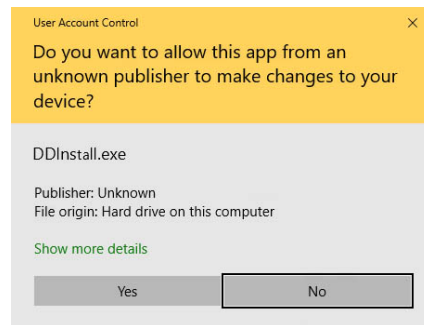 User Account Control
Do you want to allow this app from an
unknown publisher to make changes to your
device?
DDInstall.exe
Publisher: Unknown
File origin: Hard drive on this computer
Show more details
Yes
No